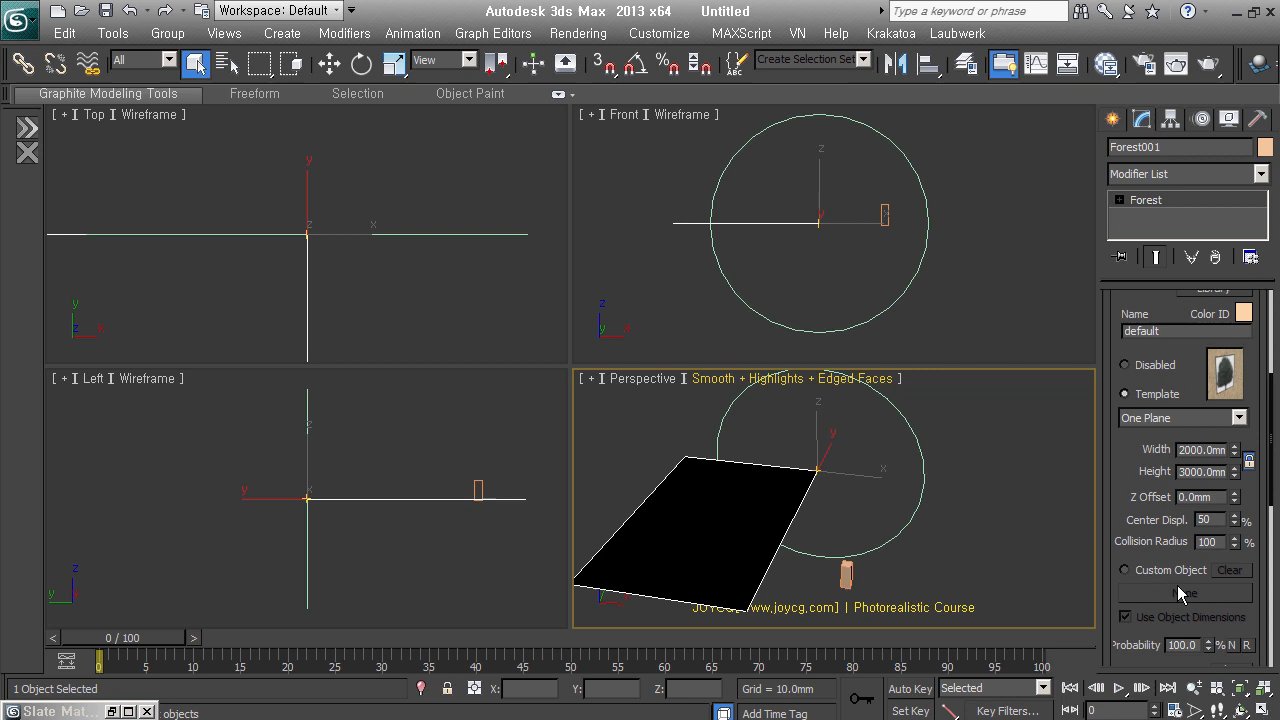 Workspace: Default
Autodesk 3ds Max 2013 x64 Untitled
Type a keyword or phrase
Edit Tools Group Views Create Modifiers Animation Graph Editors Rendering Customize MAXScript VN Help Krakatoa Laubwerk
All
View
Create Selection Set
Graphite Modeling Tools Freeform Selection Object Paint
[ + ] Top ] Wireframe ]
[ + ] Front ] Wireframe ]
Forest001
Modifier List
Forest
Library
Name Color ID
default
Disabled
Template
One Plane
Width 2000.0mm
Height 3000.0mm
Z Offset 0.0mm
Center Displ. 50 %
Collision Radius 100 %
Custom Object Clear
None
Use Object Dimensions
Probability 100.0 % N R
[ + ] Left ] Wireframe ]
[ + ] Perspective ] Smooth + Highlights + Edged Faces ]
ww.joycg.com] | Photorealistic Course
0 / 100
0 5 10 15 20 25 30 35 40 45 50 55 60 65 70 75 80 85 90 95 100
1 Object Selected
X: Y: Z: Grid = 10.0mm
Auto Key Selected
Slate Mat...
objects
Add Time Tag
Set Key Key Filters...
0